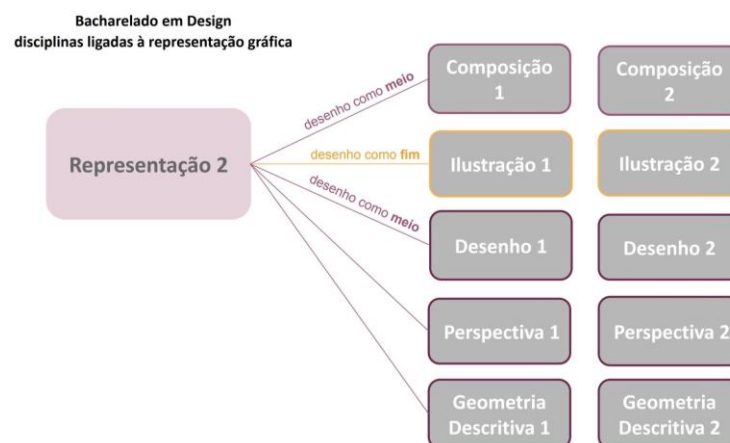 Bacharelado em Design
disciplinas ligadas à representação gráfica
Representação 2
desenho como meio
desenho como fim
desenho como meio
Composição
1
Composição
2
Ilustração 1
Ilustração 2
Desenho 1
Desenho 2
Perspectiva 1
Perspectiva 2
Geometria
Descritiva 1
Geometria
Descritiva 2